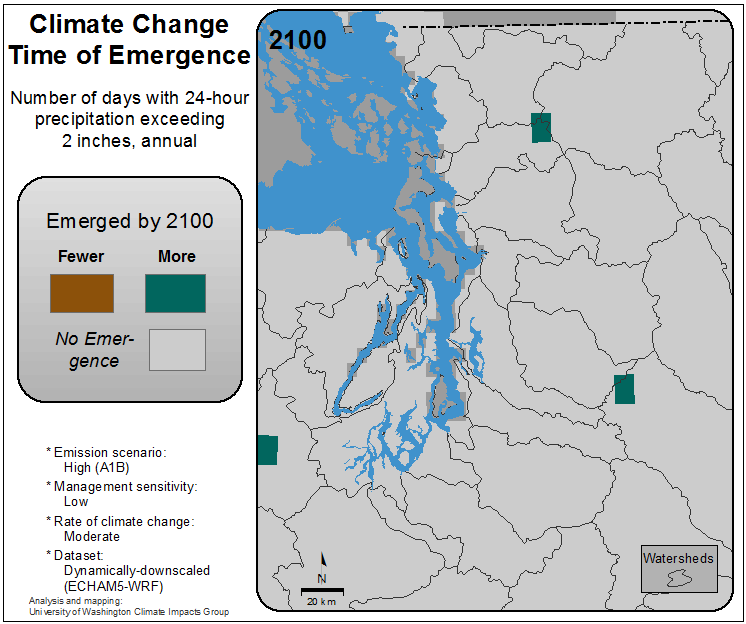 Climate Change
Time of Emergence
Number of days with 24-hour
precipitation exceeding
2 inches, annual
Emerged by 2100
Fewer
More
No Emer-
gence
* Emission scenario:
High (A1B)
* Management sensitivity:
Low
* Rate of climate change:
Moderate
* Dataset:
Dynamically-downscaled
(ECHAM5-WRF)
Analysis and mapping:
University of Washington Climate Impacts Group
2100
N
20 km
Watersheds